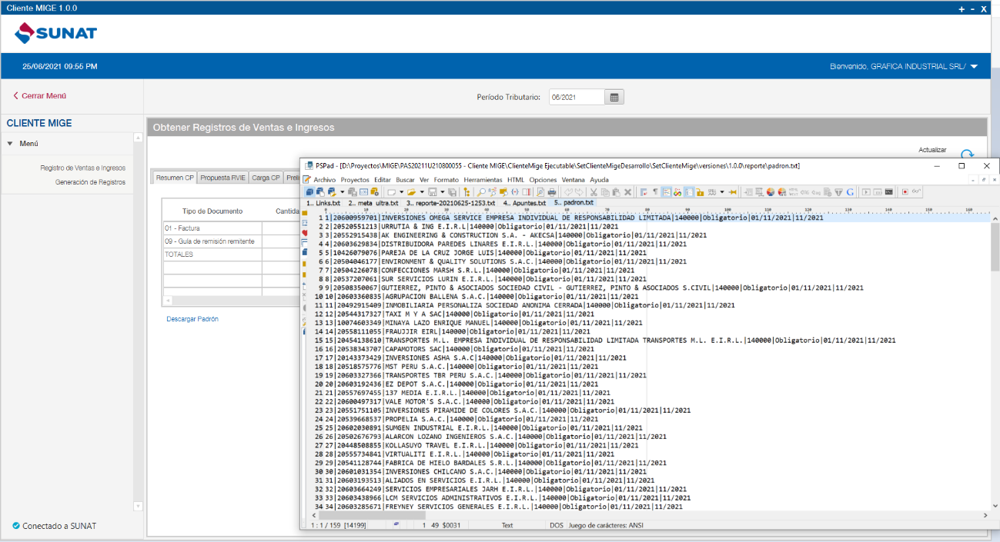 Cliente MIGE 1.0.0
+ - X
SUNAT
25/06/2021 09:55 PM
Bienvenido, GRAFICA INDUSTRIAL SRL/
Cerrar Menú
Período Tributario: 06/2021
CLIENTE MIGE
Menú
Registro de Ventas e Ingresos
Generación de Registros
Obtener Registros de Ventas e Ingresos
Actualizar
Resumen CP Propuesta RVIE Carga CP Preli
Tipo de Documento Cantida
01 - Factura
09 - Guía de remisión remitente
TOTALES
Descargar Padrón
Conectado a SUNAT
PSPad - [D:\Proyectos\MIGE\PAS20211U210800055 - Cliente MIGE\ClienteMige Ejecutable\SetClienteMigeDesarrollo\SetClienteMige\versiones\1.0.0\reporte\padron.txt]
Archivo Proyectos Editar Buscar Ver Formato Herramientas HTML Opciones Ventana Ayuda
1.. Links.txt 2.. meta_ultra.txt 3.. reporte-20210625-1253.txt 4.. Apuntes.txt 5.. padron.txt
0 10 20 30 40 50 60 70 80 90 100 110 120 130 140 150 160
1 1|20600959701|INVERSIONES OMEGA SERVICE EMPRESA INDIVIDUAL DE RESPONSABILIDAD LIMITADA|140000|Obligatorio|01/11/2021|11/2021
2 2|20520551213|URRUTIA & ING E.I.R.L|140000|Obligatorio|01/11/2021|11/2021
3 3|20552915438|AK ENGINEERING & CONSTRUCTION S.A. - AKECSA|140000|Obligatorio|01/11/2021|11/2021
4 4|20603629834|DISTRIBUIDORA PAREDES LINARES E.I.R.L.|140000|Obligatorio|01/11/2021|11/2021
5 5|10426079076|PAREJA DE LA CRUZ JORGE LUIS|140000|Obligatorio|01/11/2021|11/2021
6 6|20504046177|ENVIRONMENT & QUALITY SOLUTIONS S.A.C.|140000|Obligatorio|01/11/2021|11/2021
7 7|20504226078|CONFECCIONES MARSH S.R.L.|140000|Obligatorio|01/11/2021|11/2021
8 8|20537207061|SUR SERVICIOS LURIN E.I.R.L.|140000|Obligatorio|01/11/2021|11/2021
9 9|20508350067|GUTIERREZ, PINTO & ASOCIADOS SOCIEDAD CIVIL - GUTIERREZ, PINTO & ASOCIADOS S.CIVIL|140000|Obligatorio|01/11/2021|11/2021
10 10|20603360835|AGRUPACION BALLENA S.A.C.|140000|Obligatorio|01/11/2021|11/2021
11 11|20492915409|INMOBILIARIA PERSONALIZA SOCIEDAD ANONIMA CERRADA|140000|Obligatorio|01/11/2021|11/2021
12 12|20544317327|TAXI M Y A SAC|140000|Obligatorio|01/11/2021|11/2021
13 13|10074603349|MINAYA LAZO ENRIQUE MANUEL|140000|Obligatorio|01/11/2021|11/2021
14 14|20558112055|FRAUJJIR EIRL|140000|Obligatorio|01/11/2021|11/2021
15 15|20454138610|TRANSPORTES M.L. EMPRESA INDIVIDUAL DE RESPONSABILIDAD LIMITADA TRANSPORTES M.L. E.I.R.L.|140000|Obligatorio|01/11/2021|11/2021
16 16|20538343707|CAPAMOTORS SAC|140000|Obligatorio|01/11/2021|11/2021
17 17|20143373429|INVERSIONES ASHA S.A.C|140000|Obligatorio|01/11/2021|11/2021
18 18|20518575776|MST PERU S.A.C.|140000|Obligatorio|01/11/2021|11/2021
19 19|20603327366|TRANSPORTES TBR PERU S.A.C.|140000|Obligatorio|01/11/2021|11/2021
20 20|20603192436|EZ DEPOT S.A.C.|140000|Obligatorio|01/11/2021|11/2021
21 21|20557697455|137 MEDIA E.I.R.L.|140000|Obligatorio|01/11/2021|11/2021
22 22|20600497317|VALE MOTOR'S S.A.C.|140000|Obligatorio|01/11/2021|11/2021
23 23|20551751105|INVERSIONES PIRAMIDE DE COLORES S.A.C.|140000|Obligatorio|01/11/2021|11/2021
24 24|20539668537|PROPELIA S.A.C.|140000|Obligatorio|01/11/2021|11/2021
25 25|20602030891|SUMGEN INDUSTRIAL E.I.R.L.|140000|Obligatorio|01/11/2021|11/2021
26 26|20502676793|ALARCON LOZANO INGENIEROS S.A.C.|140000|Obligatorio|01/11/2021|11/2021
27 27|20448508855|KOLLASUYO TRAVEL E.I.R.L.|140000|Obligatorio|01/11/2021|11/2021
28 28|20555734841|VIRTUALITI E.I.R.L.|140000|Obligatorio|01/11/2021|11/2021
29 29|20541128744|FABRICA DE HIELO BARDALES S.R.L.|140000|Obligatorio|01/11/2021|11/2021
30 30|20601031354|INVERSIONES CHILCANO S.A.C.|140000|Obligatorio|01/11/2021|11/2021
31 31|20603193513|ALIADOS EN SERVICIOS E.I.R.L.|140000|Obligatorio|01/11/2021|11/2021
32 32|20603664249|SERVICIOS EMPRESARIALES JARH E.I.R.L.|140000|Obligatorio|01/11/2021|11/2021
33 33|20603438966|LCM SERVICIOS ADMINISTRATIVOS E.I.R.L.|140000|Obligatorio|01/11/2021|11/2021
34 34|20603285671|FREYNEY SERVICIOS GENERALES E.I.R.L.|140000|Obligatorio|01/11/2021|11/2021
1 : 1 / 159 [14199] 1 49 $0031 Text DOS Juego de carácteres: ANSI